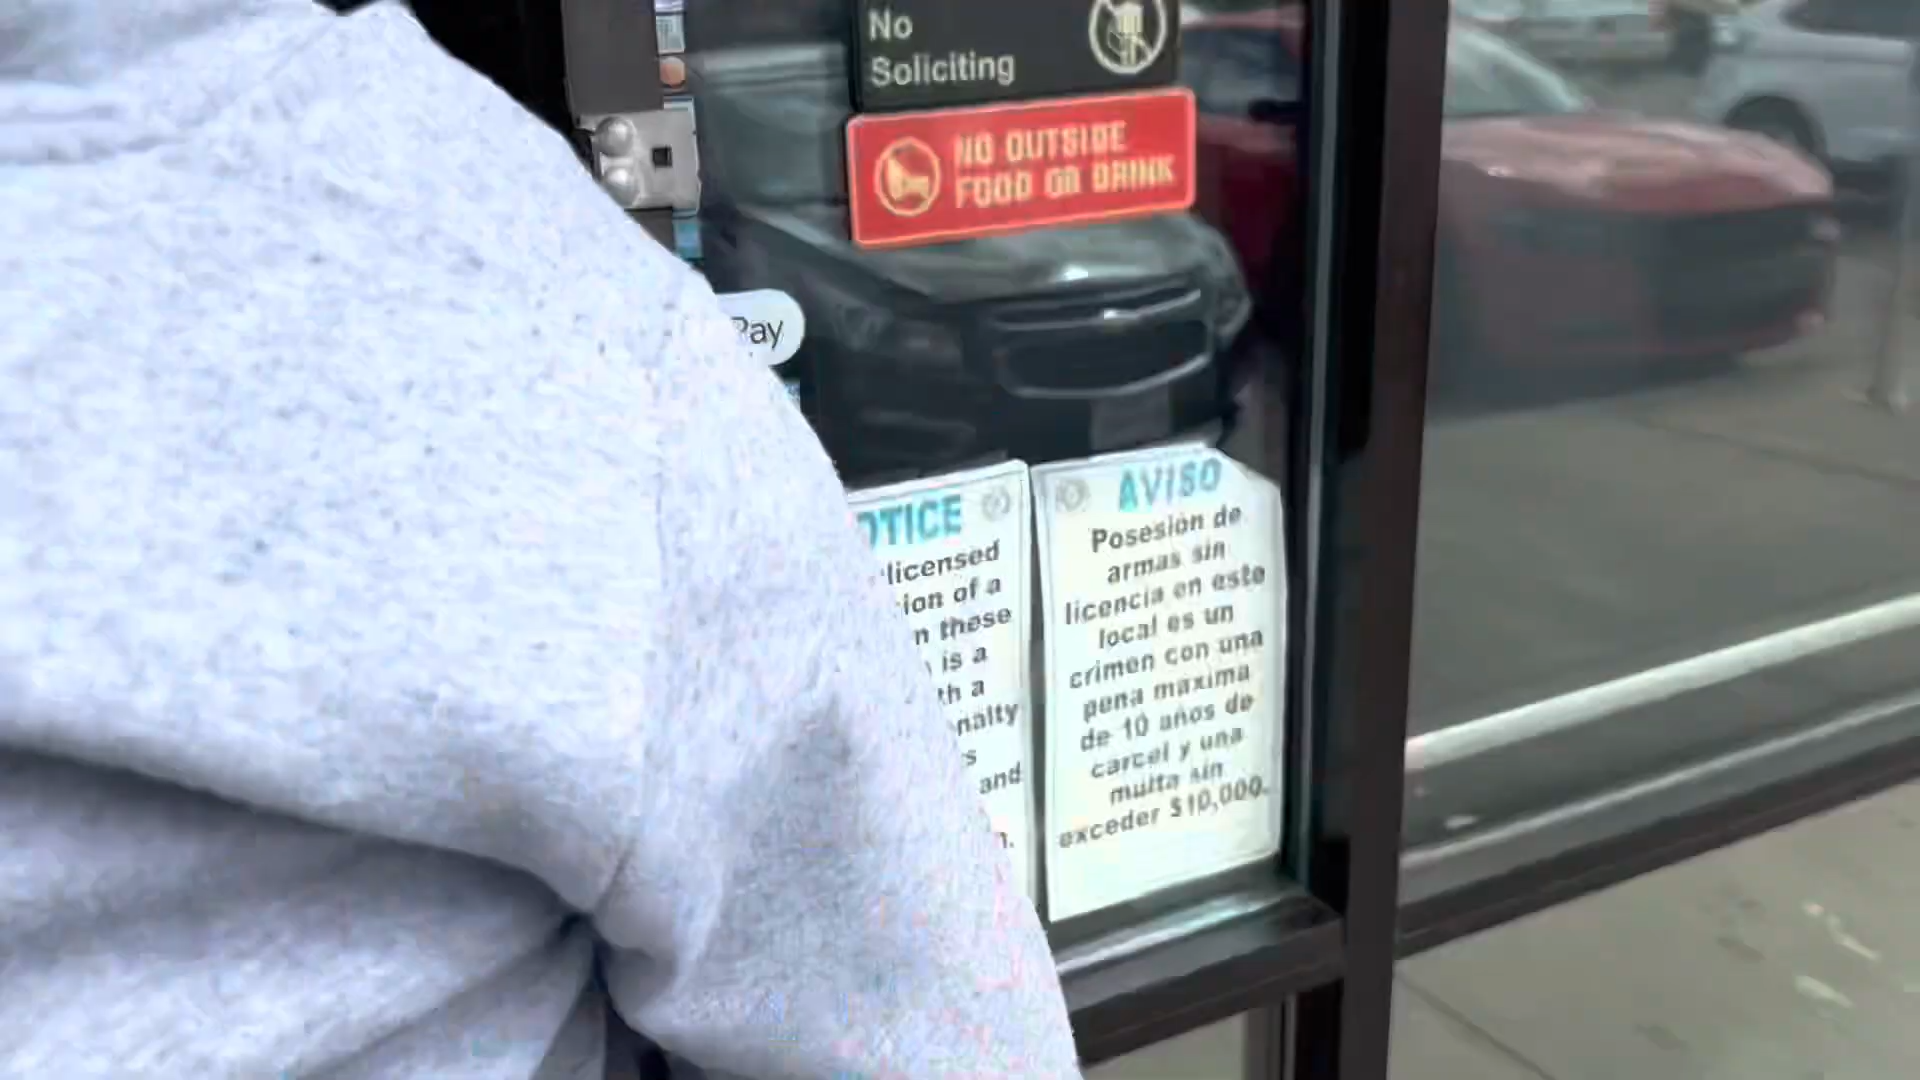 No
Soliciting
NO OUTSIDE
FOOD OR DRINK
Pay
OTICE
licensed
ion of a
n these
is a
th a
nalty
s
and
n.
AVISO
Posesión de
armas sin
licencia en este
local es un
crimen con una
pena maxima
de 10 años de
carcel y una
multa sin
exceder $10,000.